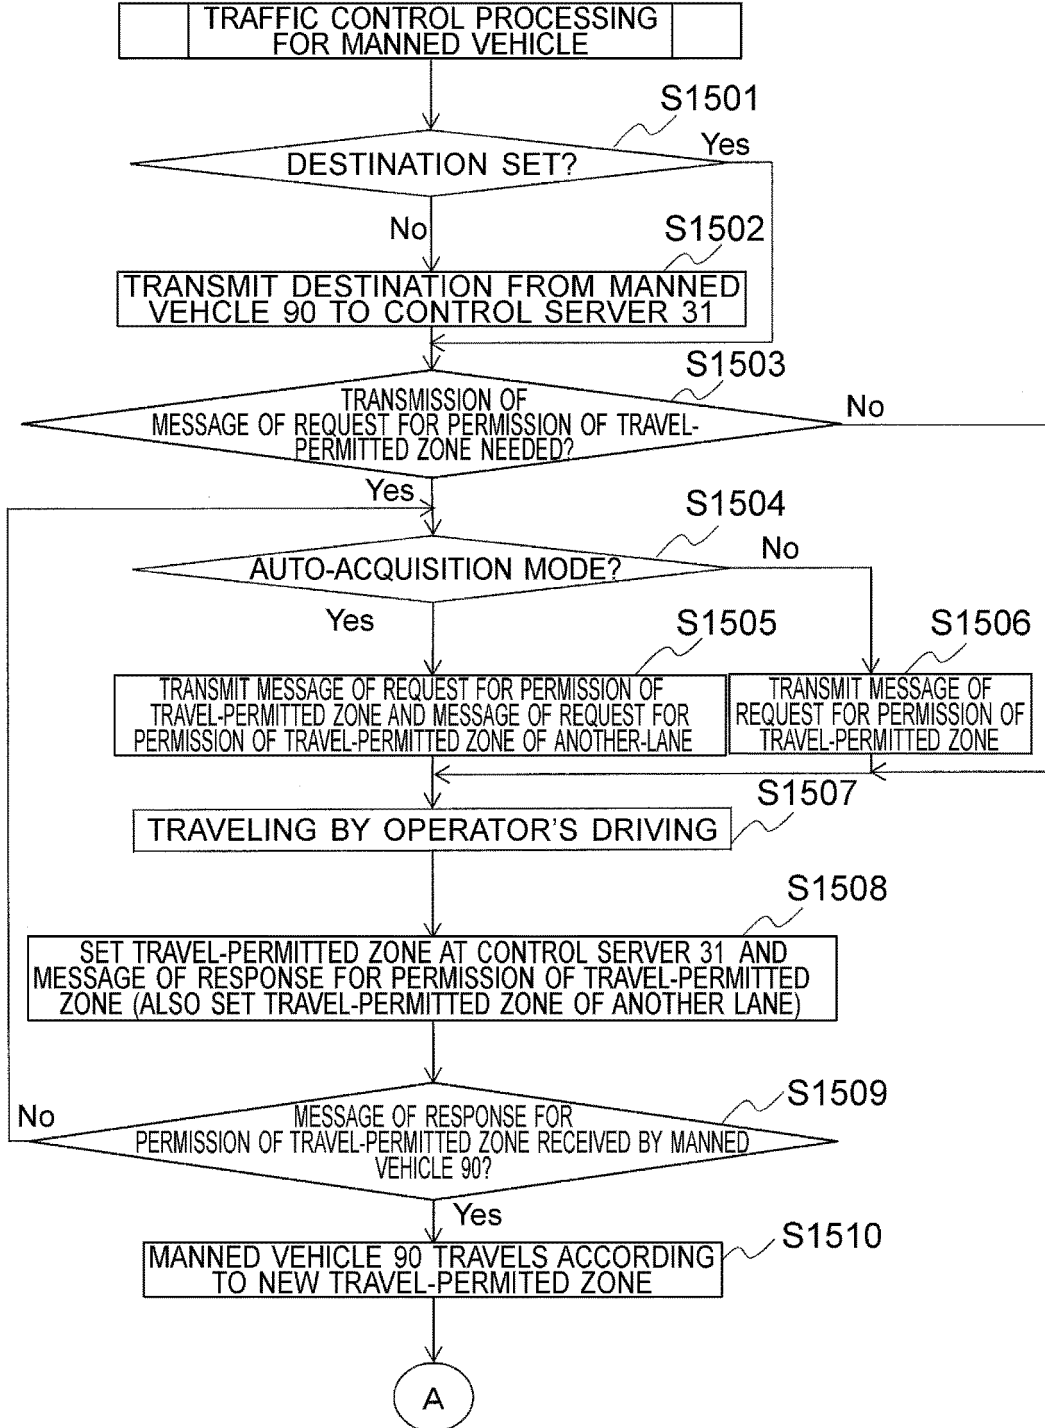 TRAFFIC CONTROL PROCESSING
FOR MANNED VEHICLE
S1501
DESTINATION SET?
Yes
No
S1502
TRANSMIT DESTINATION FROM MANNED
VEHCLE 90 TO CONTROL SERVER 31
S1503
TRANSMISSION OF
MESSAGE OF REQUEST FOR PERMISSION OF TRAVEL-
PERMITTED ZONE NEEDED?
No
Yes
S1504
AUTO-ACQUISITION MODE?
No
Yes
S1505
S1506
TRANSMIT MESSAGE OF REQUEST FOR PERMISSION OF
TRAVEL-PERMITTED ZONE AND MESSAGE OF REQUEST FOR
PERMISSION OF TRAVEL-PERMITTED ZONE OF ANOTHER-LANE
TRANSMIT MESSAGE OF
REQUEST FOR PERMISSION OF
TRAVEL-PERMITTED ZONE
S1507
TRAVELING BY OPERATOR'S DRIVING
S1508
SET TRAVEL-PERMITTED ZONE AT CONTROL SERVER 31 AND
MESSAGE OF RESPONSE FOR PERMISSION OF TRAVEL-PERMITTED
ZONE (ALSO SET TRAVEL-PERMITTED ZONE OF ANOTHER LANE)
S1509
No
MESSAGE OF RESPONSE FOR
PERMISSION OF TRAVEL-PERMITTED ZONE RECEIVED BY MANNED
VEHICLE 90?
Yes
S1510
MANNED VEHICLE 90 TRAVELS ACCORDING
TO NEW TRAVEL-PERMITED ZONE
A